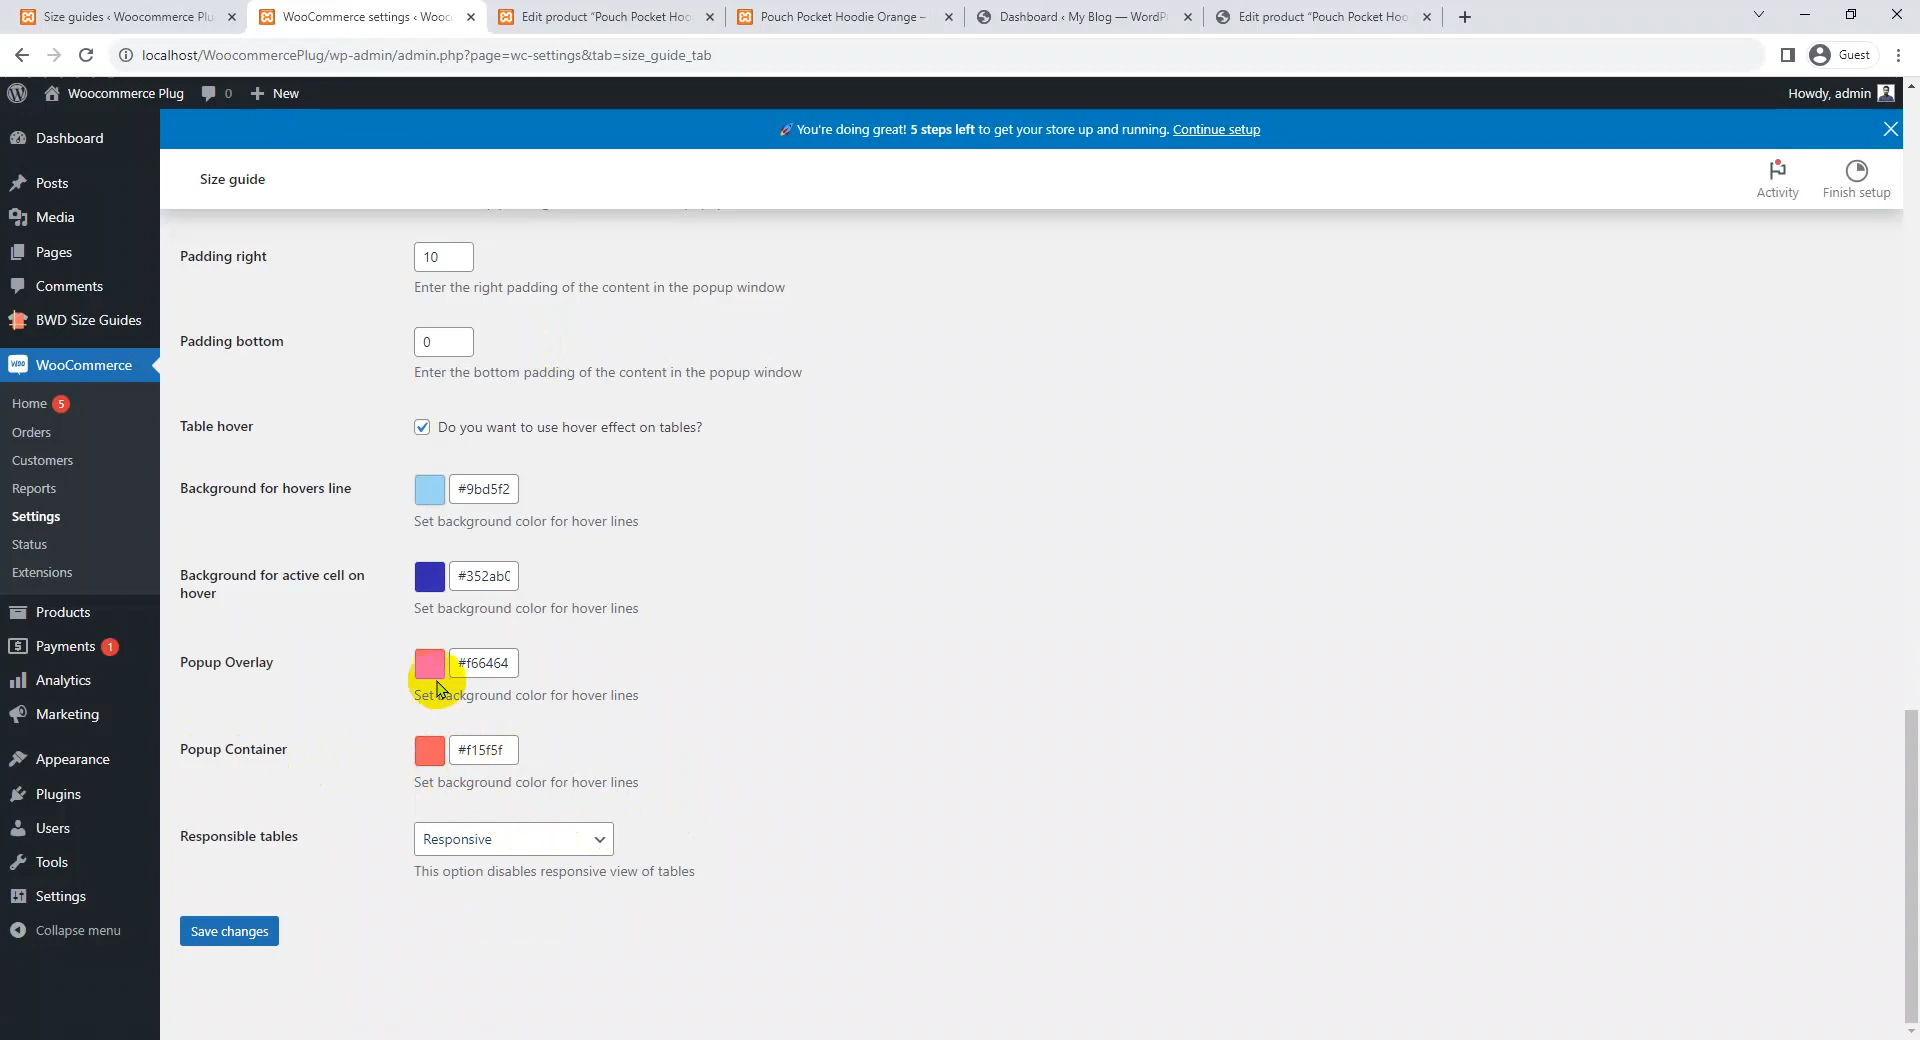 Size guides ‹ Woocommerce Plu
WooCommerce settings ‹ Wooc
Edit product "Pouch Pocket Hoo
Pouch Pocket Hoodie Orange –
Dashboard ‹ My Blog — WordP
Edit product "Pouch Pocket Hoo
localhost/WoocommercePlug/wp-admin/admin.php?page=wc-settings&tab=size_guide_tab
Guest
Woocommerce Plug
0
New
Howdy, admin
Dashboard
Posts
Media
Pages
Comments
BWD Size Guides
WooCommerce
Home 5
Orders
Customers
Reports
Settings
Status
Extensions
Products
Payments 1
Analytics
Marketing
Appearance
Plugins
Users
Tools
Settings
Collapse menu
🚀 You're doing great! 5 steps left to get your store up and running. Continue setup
Size guide
Activity
Finish setup
Padding right
10
Enter the right padding of the content in the popup window
Padding bottom
0
Enter the bottom padding of the content in the popup window
Table hover
Do you want to use hover effect on tables?
Background for hovers line
#9bd5f2
Set background color for hover lines
Background for active cell on
hover
#352ab0
Set background color for hover lines
Popup Overlay
#f66464
Set background color for hover lines
Popup Container
#f15f5f
Set background color for hover lines
Responsible tables
Responsive
This option disables responsive view of tables
Save changes